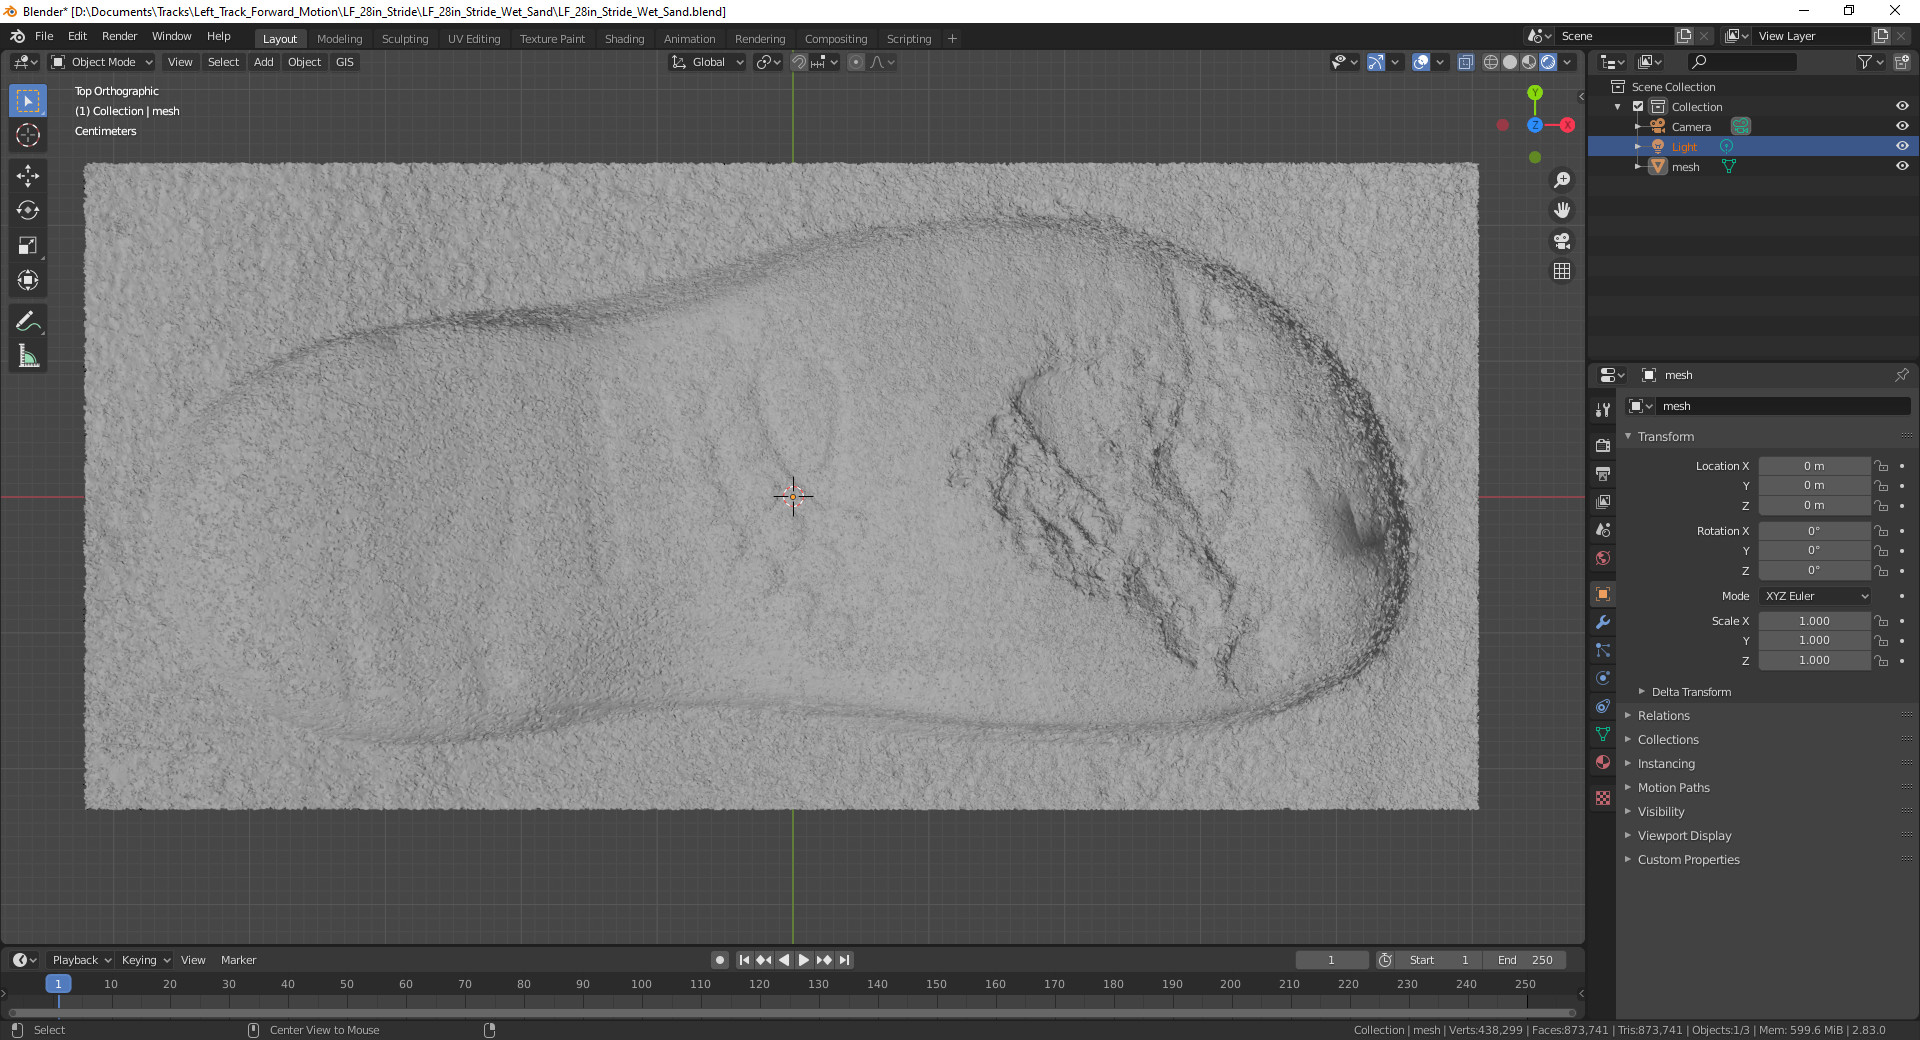 Blender* [D:\Documents\Tracks\Left_Track_Forward_Motion\LF_28in_Stride\LF_28in_Stride_Wet_Sand\LF_28in_Stride_Wet_Sand.blend]
File Edit Render Window Help Layout Modeling Sculpting UV Editing Texture Paint Shading Animation Rendering Compositing Scripting + Scene View Layer
Object Mode View Select Add Object GIS Global
Top Orthographic
(1) Collection | mesh
Centimeters
Y
Z X
Scene Collection
Collection
Camera
Light
mesh
mesh
mesh
Transform
Location X 0 m
Y 0 m
Z 0 m
Rotation X 0°
Y 0°
Z 0°
Mode XYZ Euler
Scale X 1.000
Y 1.000
Z 1.000
Delta Transform
Relations
Collections
Instancing
Motion Paths
Visibility
Viewport Display
Custom Properties
Playback Keying View Marker 1 Start 1 End 250
1 10 20 30 40 50 60 70 80 90 100 110 120 130 140 150 160 170 180 190 200 210 220 230 240 250
Select Center View to Mouse Collection | mesh | Verts:438,299 | Faces:873,741 | Tris:873,741 | Objects:1/3 | Mem: 599.6 MiB | 2.83.0